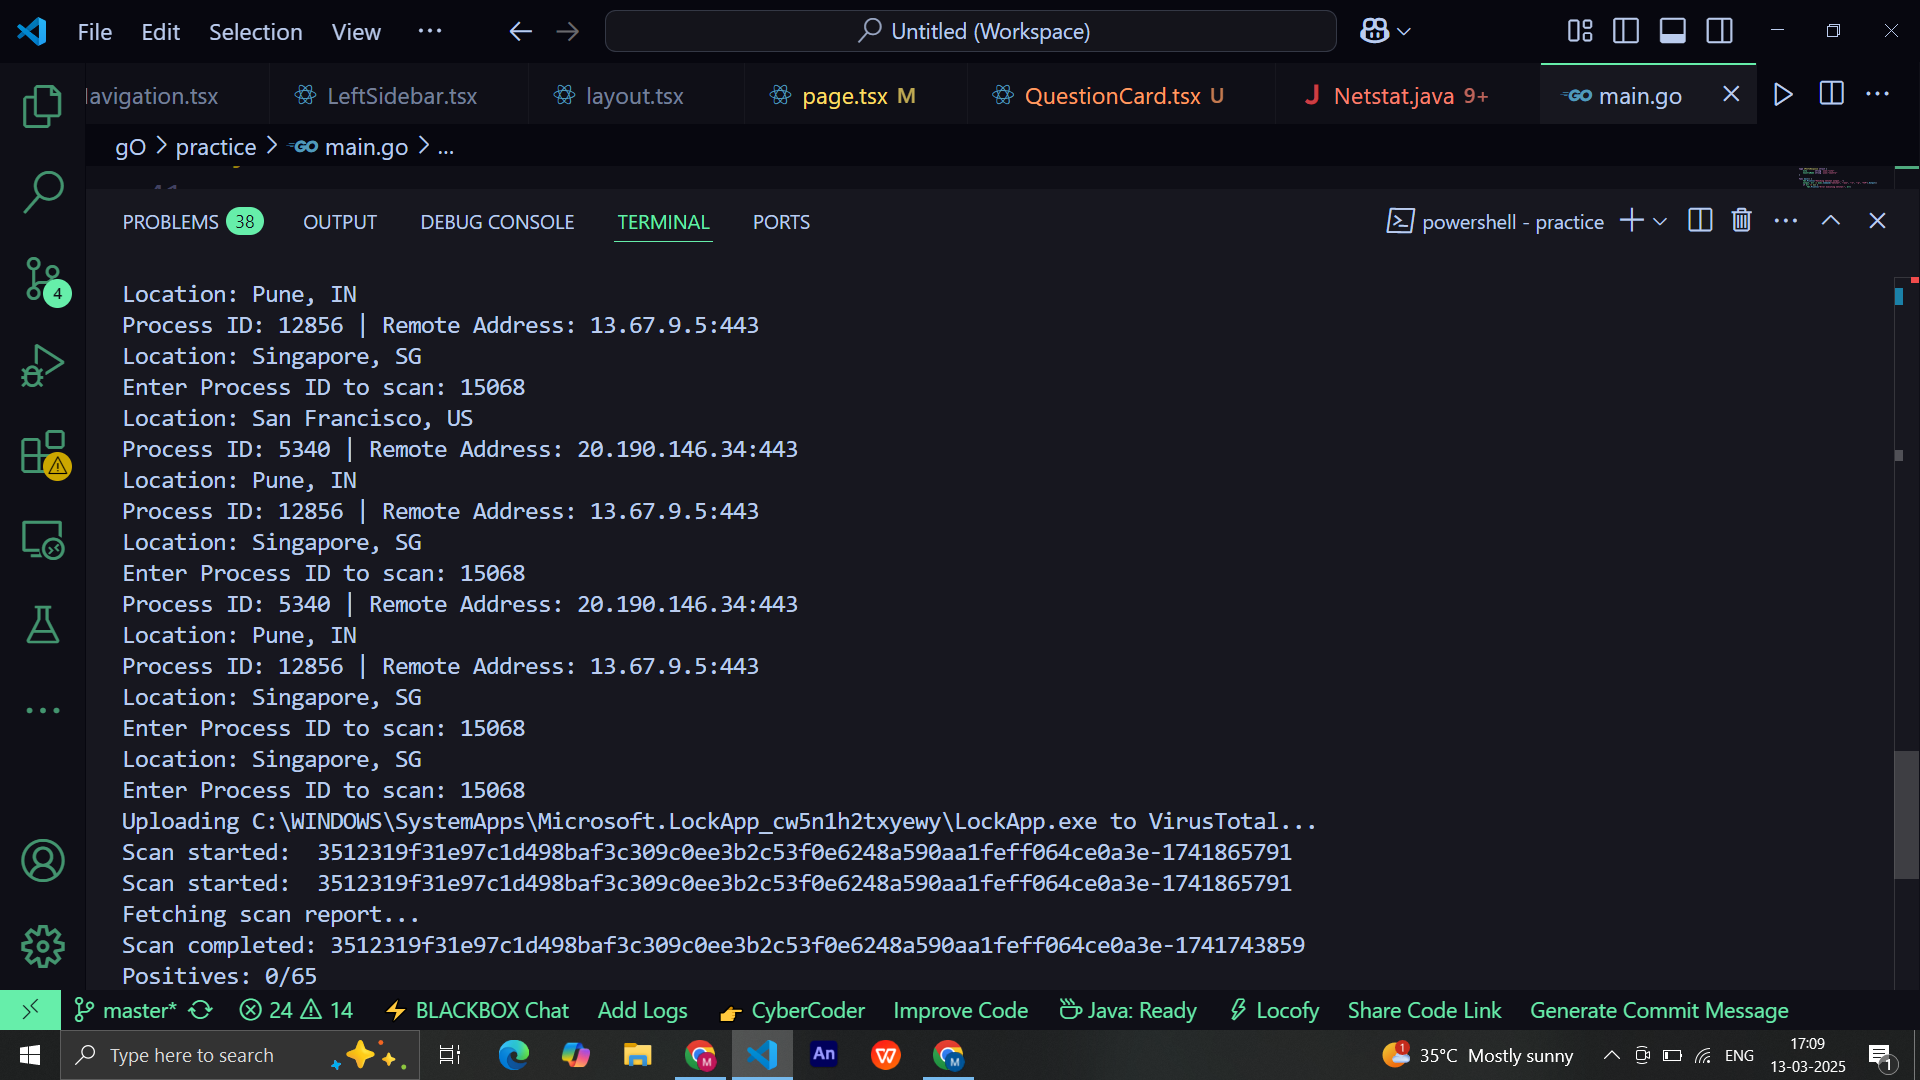 File Edit Selection View ···
Untitled (Workspace)
avigation.tsx LeftSidebar.tsx layout.tsx page.tsx M QuestionCard.tsx U Netstat.java 9+ main.go
gO > practice > GO main.go > ...
PROBLEMS 38 OUTPUT DEBUG CONSOLE TERMINAL PORTS powershell - practice
Location: Pune, IN
Process ID: 12856 | Remote Address: 13.67.9.5:443
Location: Singapore, SG
Enter Process ID to scan: 15068
Location: San Francisco, US
Process ID: 5340 | Remote Address: 20.190.146.34:443
Location: Pune, IN
Process ID: 12856 | Remote Address: 13.67.9.5:443
Location: Singapore, SG
Enter Process ID to scan: 15068
Process ID: 5340 | Remote Address: 20.190.146.34:443
Location: Pune, IN
Process ID: 12856 | Remote Address: 13.67.9.5:443
Location: Singapore, SG
Enter Process ID to scan: 15068
Location: Singapore, SG
Enter Process ID to scan: 15068
Uploading C:\WINDOWS\SystemApps\Microsoft.LockApp_cw5n1h2txyewy\LockApp.exe to VirusTotal...
Scan started:  3512319f31e97c1d498baf3c309c0ee3b2c53f0e6248a590aa1feff064ce0a3e-1741865791
Scan started:  3512319f31e97c1d498baf3c309c0ee3b2c53f0e6248a590aa1feff064ce0a3e-1741865791
Fetching scan report...
Scan completed: 3512319f31e97c1d498baf3c309c0ee3b2c53f0e6248a590aa1feff064ce0a3e-1741743859
Positives: 0/65
4
master* 24 14 BLACKBOX Chat Add Logs CyberCoder Improve Code Java: Ready Locofy Share Code Link Generate Commit Message
Type here to search An W M M 1 35°C Mostly sunny ENG 17:09
13-03-2025 1